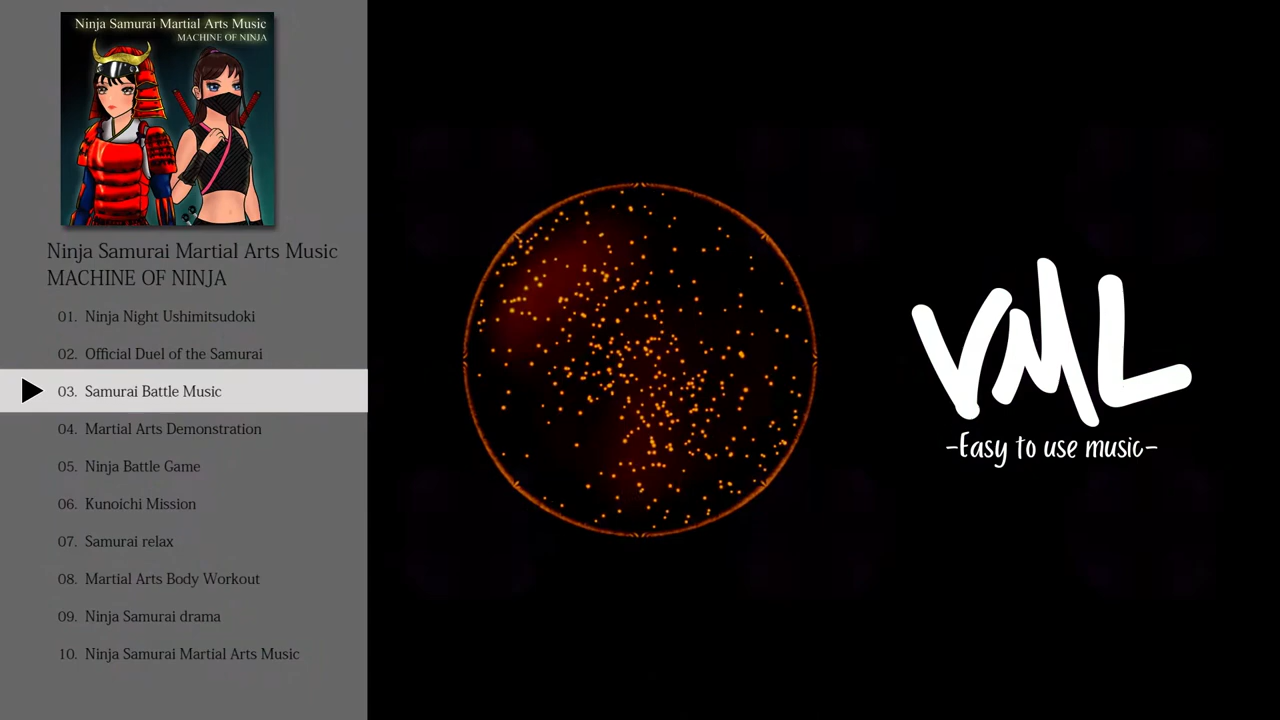 Ninja Samurai Martial Arts Music
MACHINE OF NINJA
Ninja Samurai Martial Arts Music
MACHINE OF NINJA
01. Ninja Night Ushimitsudoki
02. Official Duel of the Samurai
03. Samurai Battle Music
04. Martial Arts Demonstration
05. Ninja Battle Game
06. Kunoichi Mission
07. Samurai relax
08. Martial Arts Body Workout
09. Ninja Samurai drama
10. Ninja Samurai Martial Arts Music
VML
-Easy to use music-